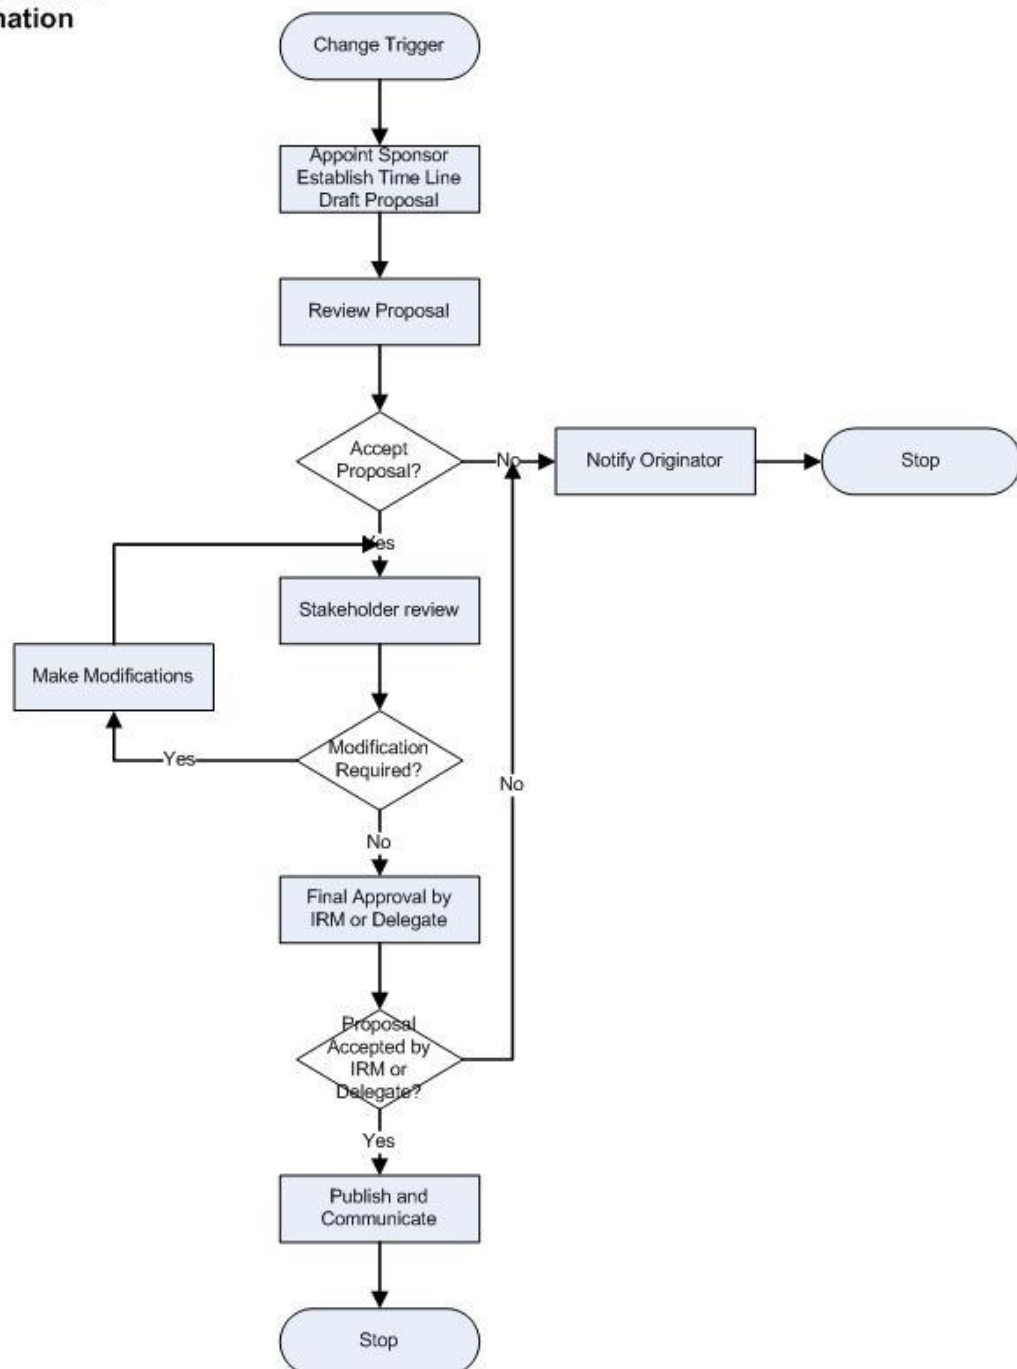 Change Trigger
Appoint Sponsor
Establish Time Line
Draft Proposal
Review Proposal
Accept
Proposal?
No
Notify Originator
Stop
Yes
Stakeholder review
Make Modifications
Modification
Required?
Yes
No
No
Final Approval by
IRM or Delegate
Proposal
Accepted by
IRM or
Delegate?
Yes
Publish and
Communicate
Stop